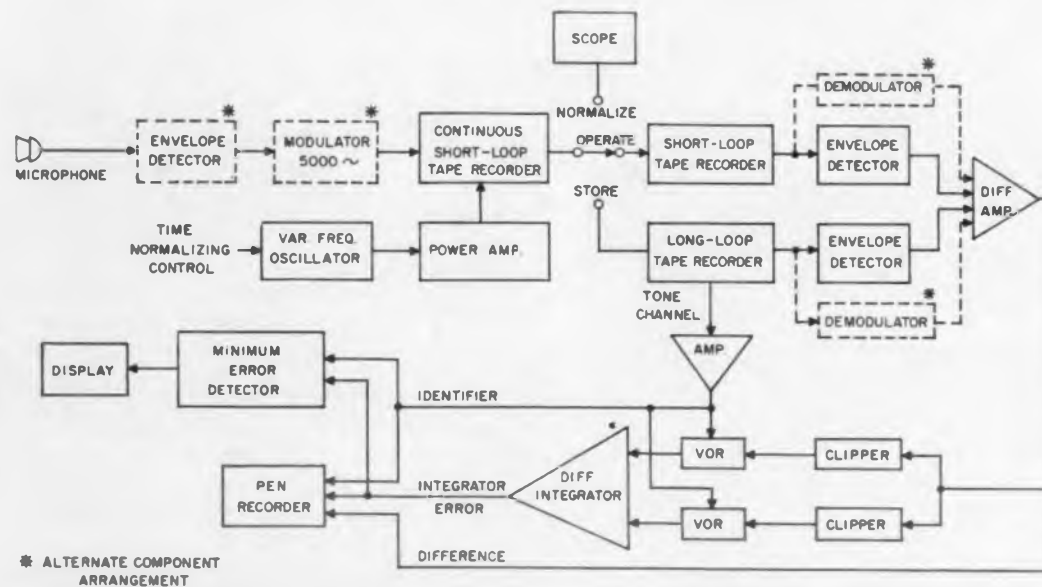 SCOPE
*
DEMODULATOR
NORMALIZE
*
ENVELOPE
DETECTOR
*
MODULATOR
5000 ~
CONTINUOUS
SHORT-LOOP
TAPE RECORDER
OPERATE
SHORT-LOOP
TAPE RECORDER
ENVELOPE
DETECTOR
MICROPHONE
DIFF
AMP.
STORE
TIME
NORMALIZING
CONTROL
VAR. FREQ.
OSCILLATOR
POWER AMP.
LONG-LOOP
TAPE RECORDER
ENVELOPE
DETECTOR
TONE
CHANNEL
*
DEMODULATOR
AMP.
DISPLAY
MINIMUM
ERROR
DETECTOR
IDENTIFIER
VOR
CLIPPER
PEN
RECORDER
INTEGRATOR
ERROR
DIFF
INTEGRATOR
VOR
CLIPPER
DIFFERENCE
* ALTERNATE COMPONENT
ARRANGEMENT